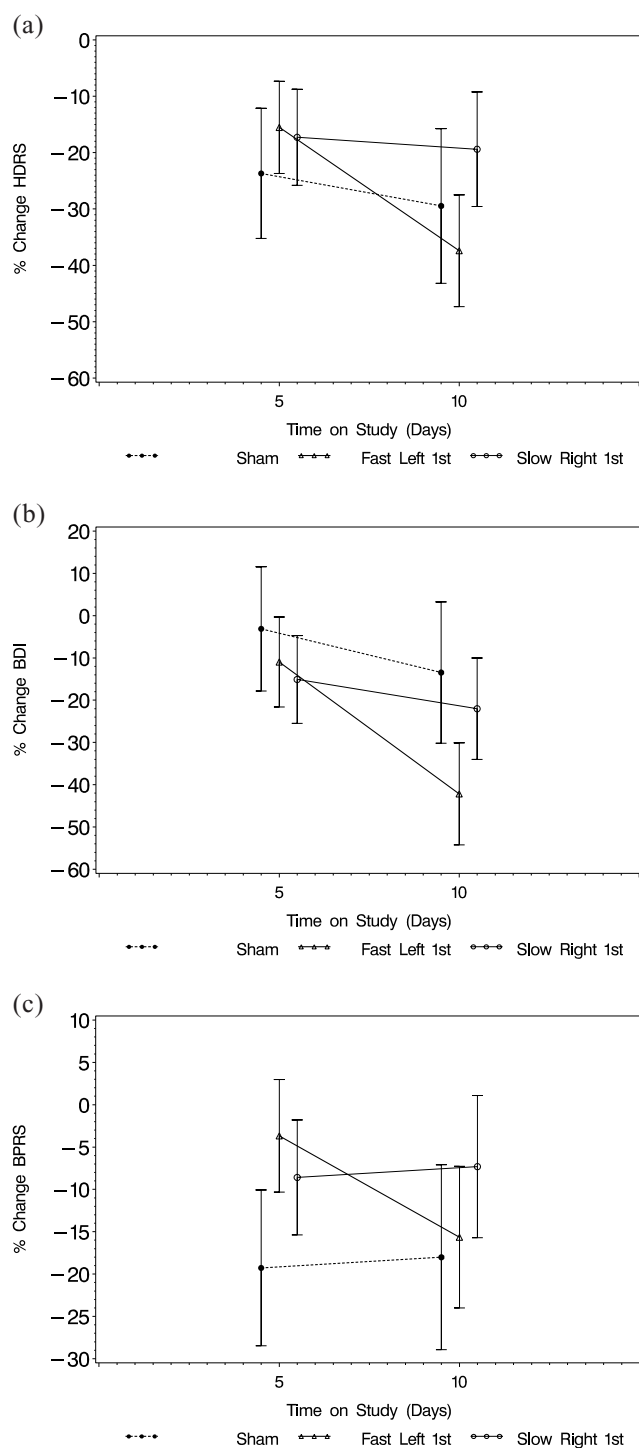 (a)
0
−10
−20
−30
−40
−50
−60
% Change HDRS
5 10
Time on Study (Days)
Sham Fast Left 1st Slow Right 1st
(b)
20
10
0
−10
−20
−30
−40
−50
−60
% Change BDI
5 10
Time on Study (Days)
Sham Fast Left 1st Slow Right 1st
(c)
10
5
0
−5
−10
−15
−20
−25
−30
% Change BPRS
5 10
Time on Study (Days)
Sham Fast Left 1st Slow Right 1st